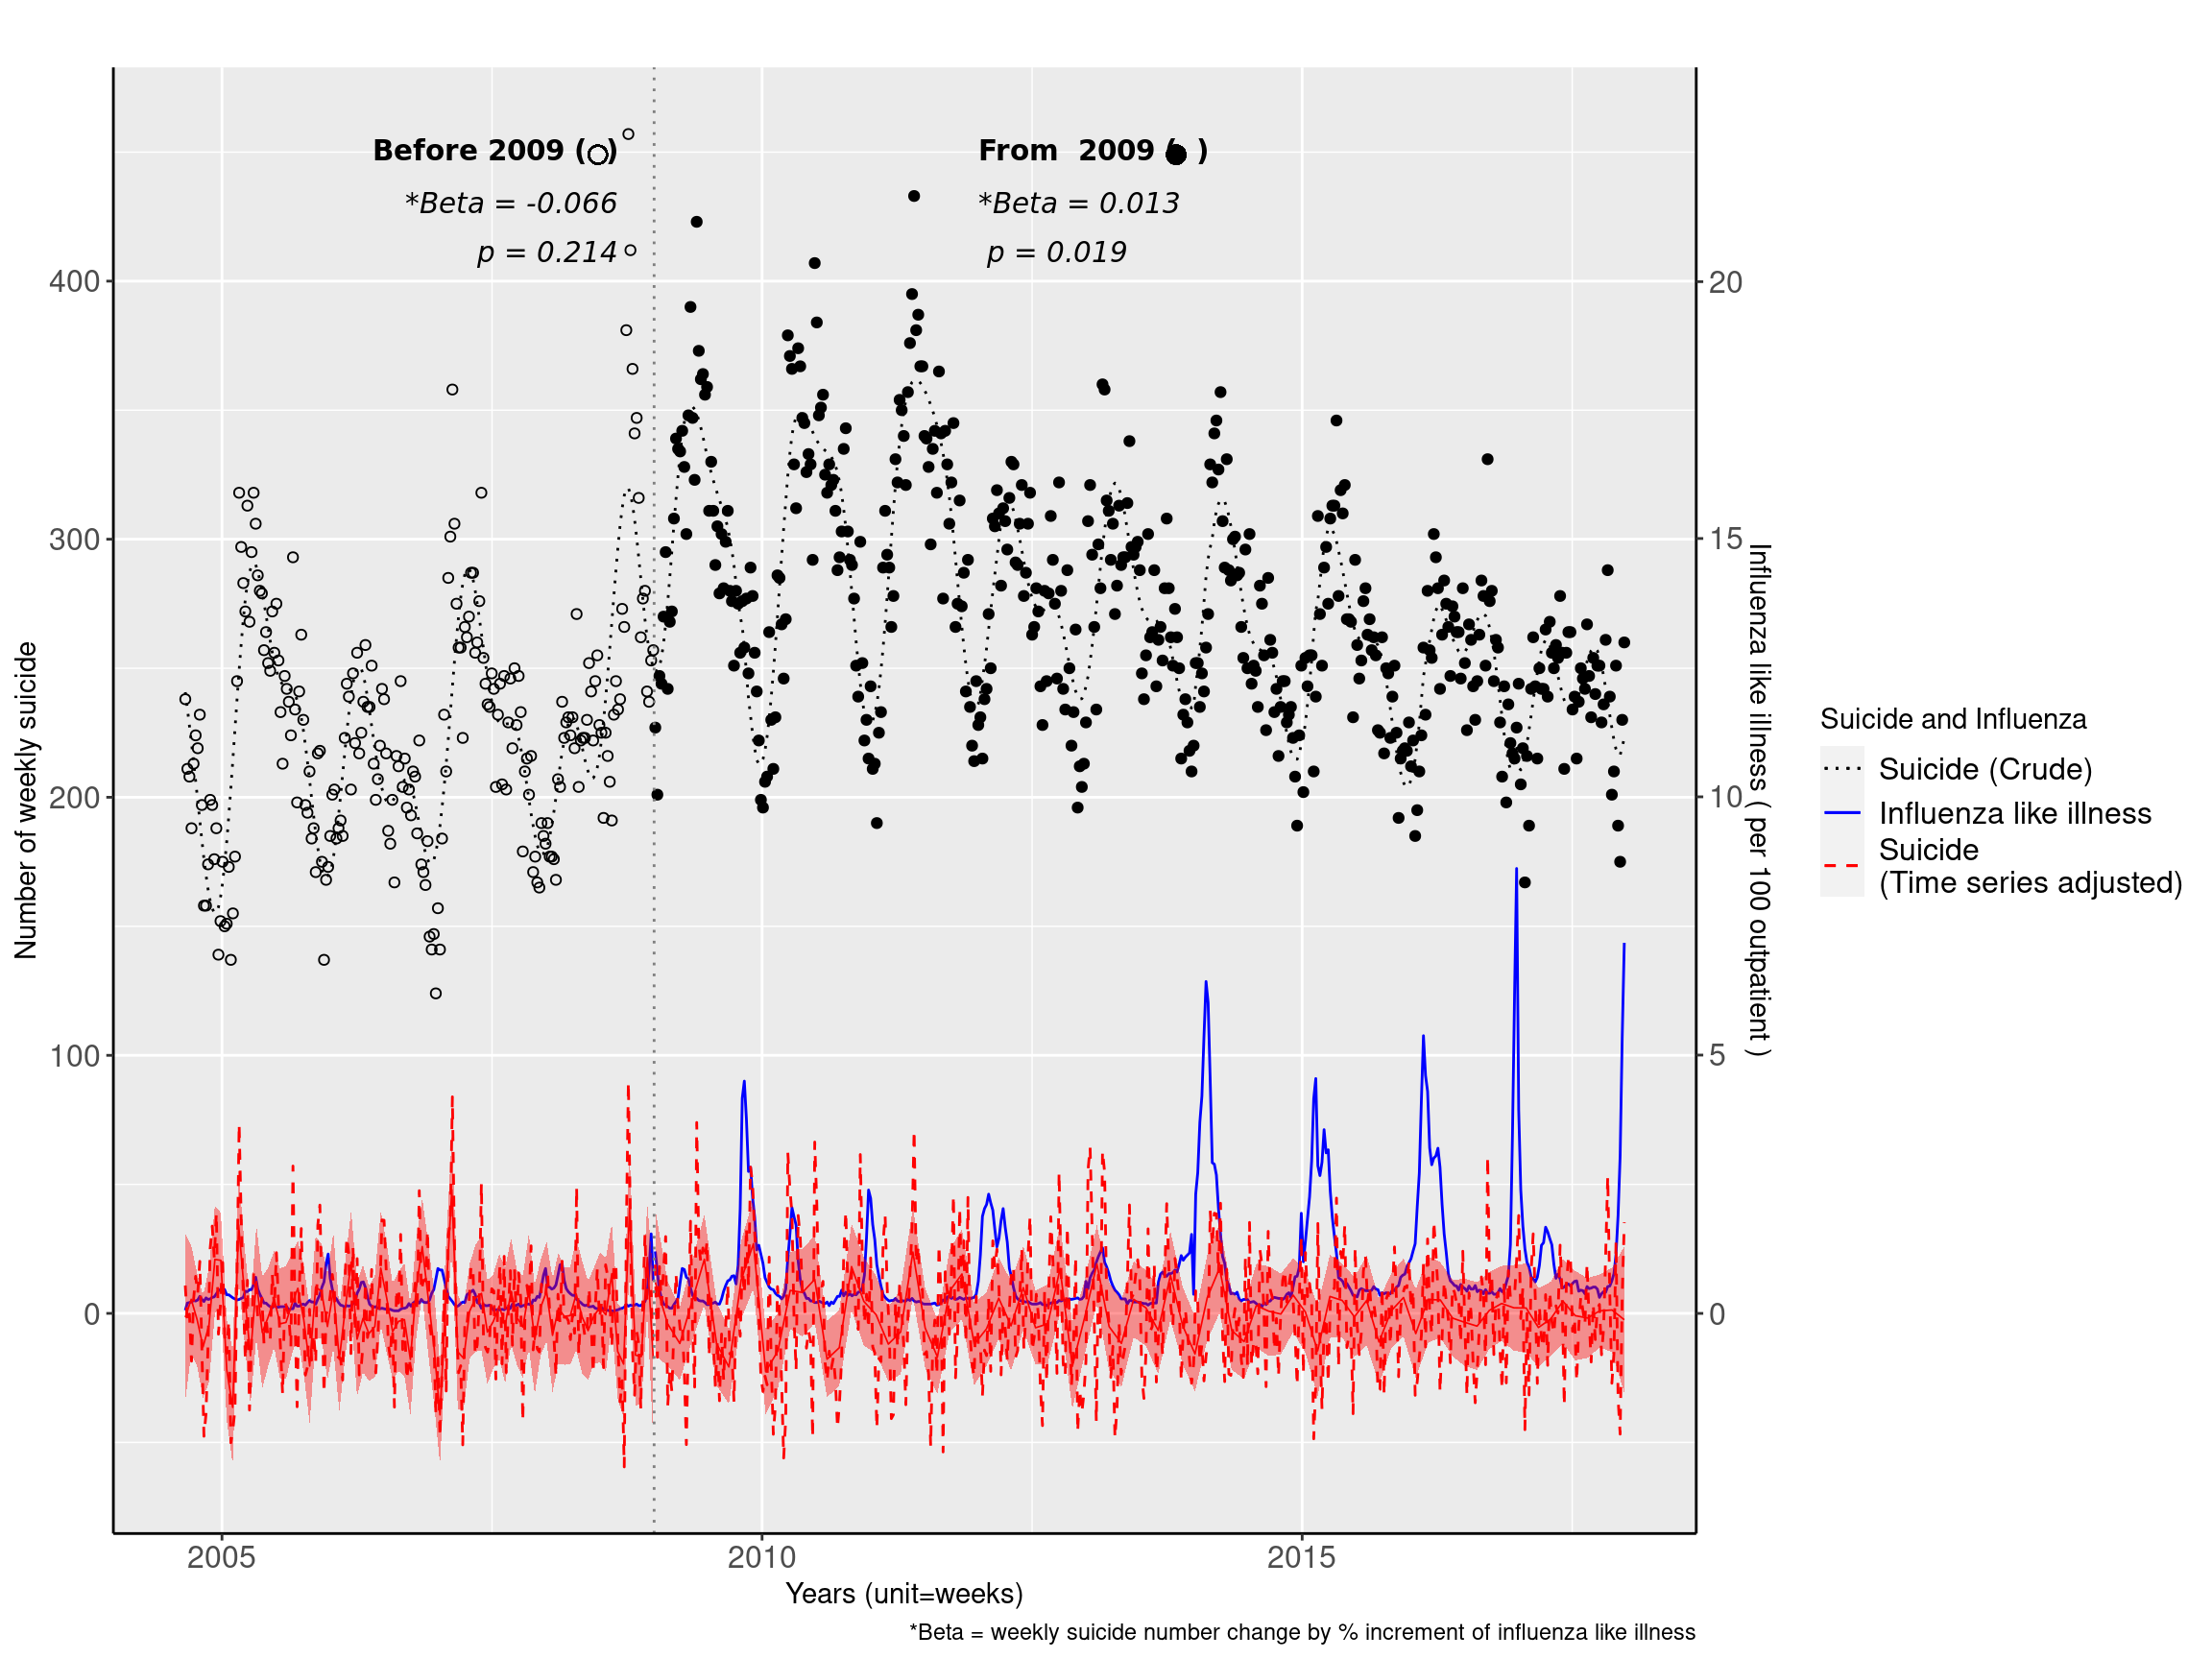 Before 2009 ( )
*Beta = -0.066
p = 0.214
From 2009 ( )
*Beta = 0.013
p = 0.019
Number of weekly suicide
400
300
200
100
0
20
15
10
5
0
Influenza like illness ( per 100 outpatient )
2005
2010
2015
Years (unit=weeks)
*Beta = weekly suicide number change by % increment of influenza like illness
Suicide and Influenza
Suicide (Crude)
Influenza like illness
Suicide
(Time series adjusted)